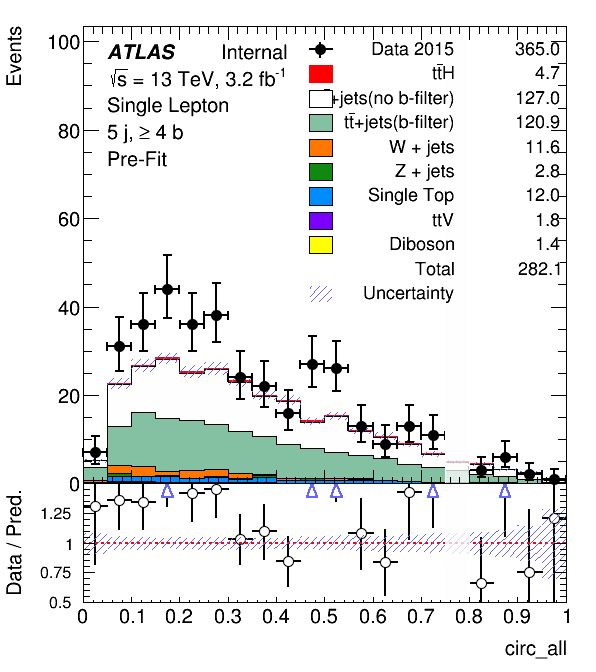 Events
100
80
60
40
20
0
ATLAS Internal
√s = 13 TeV, 3.2 fb⁻¹
Single Lepton
5 j, ≥ 4 b
Pre-Fit
Data 2015 365.0
tt̄H 4.7
+jets(no b-filter) 127.0
tt̄+jets(b-filter) 120.9
W + jets 11.6
Z + jets 2.8
Single Top 12.0
ttV 1.8
Diboson 1.4
Total 282.1
Uncertainty
Data / Pred.
1.25
1
0.75
0.5
0 0.1 0.2 0.3 0.4 0.5 0.6 0.7 0.8 0.9 1
circ_all